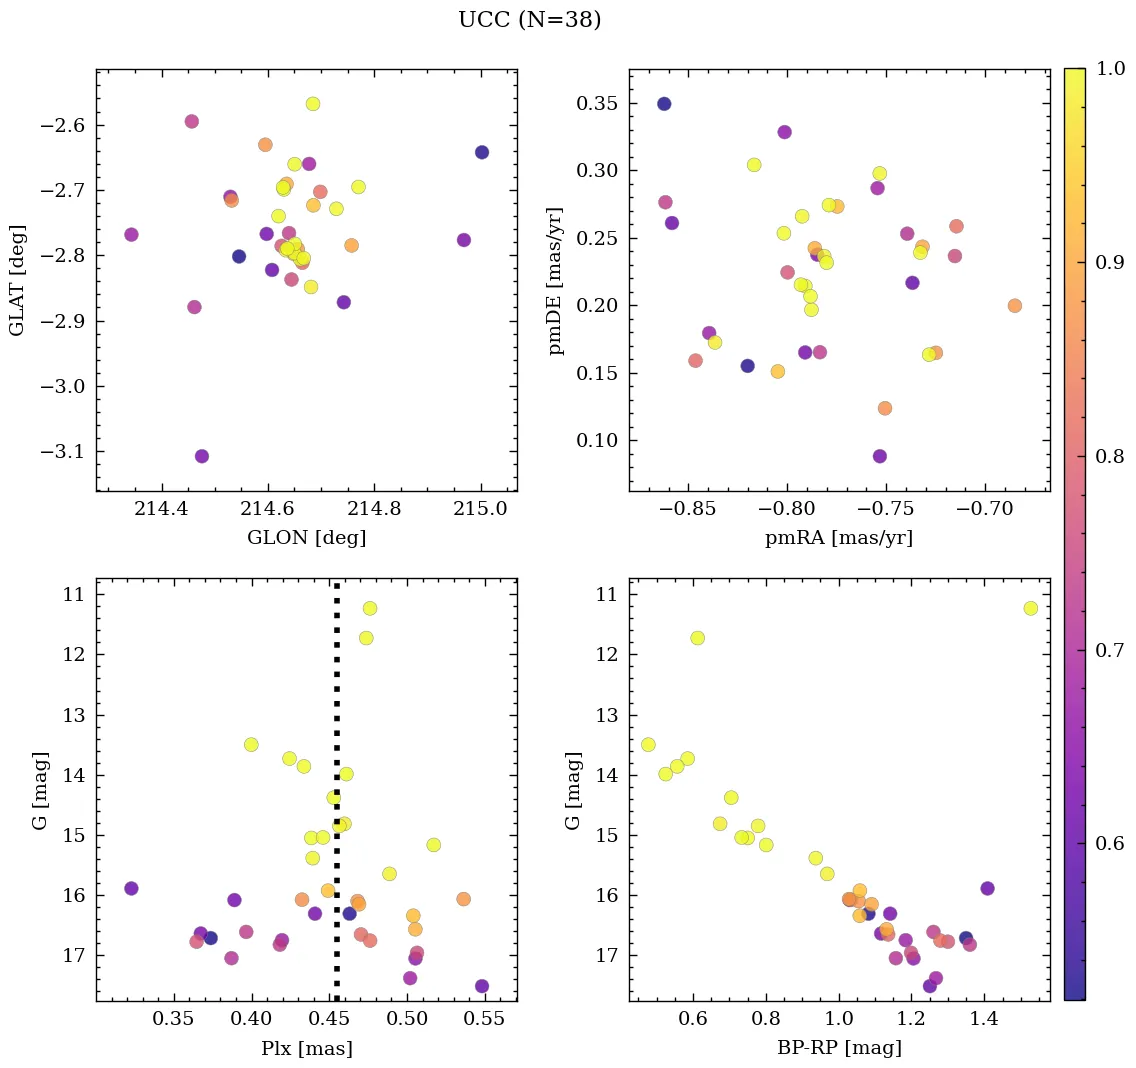 UCC (N=38)
−2.6
−2.7
−2.8
−2.9
−3.0
−3.1
GLAT [deg]
214.4 214.6 214.8 215.0
GLON [deg]
0.35
0.30
0.25
0.20
0.15
0.10
pmDE [mas/yr]
−0.85 −0.80 −0.75 −0.70
pmRA [mas/yr]
1.0
0.9
0.8
0.7
0.6
11
12
13
14
15
16
17
G [mag]
0.35 0.40 0.45 0.50 0.55
Plx [mas]
11
12
13
14
15
16
17
G [mag]
0.6 0.8 1.0 1.2 1.4
BP-RP [mag]